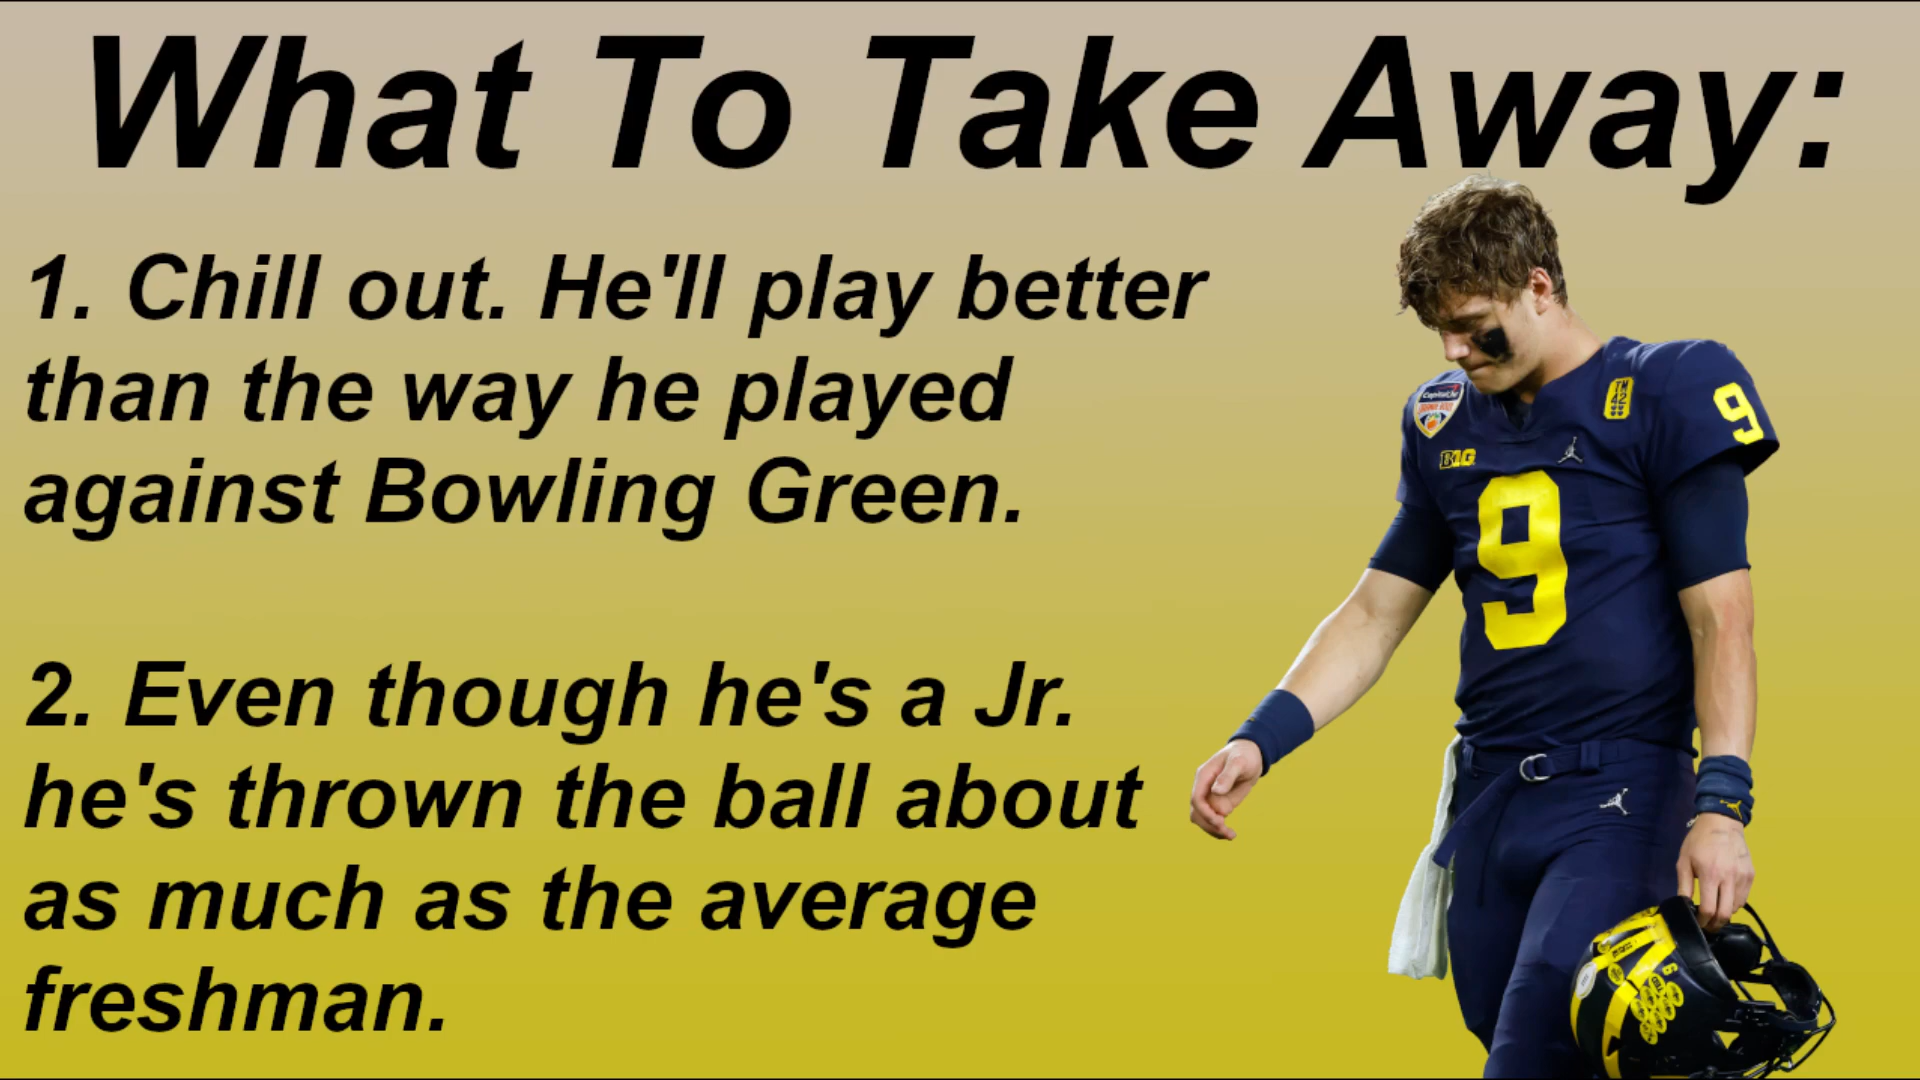 What To Take Away:
1. Chill out. He'll play better
than the way he played
against Bowling Green.
2. Even though he's a Jr.
he's thrown the ball about
as much as the average
freshman.
9
TM
42
B1G
9